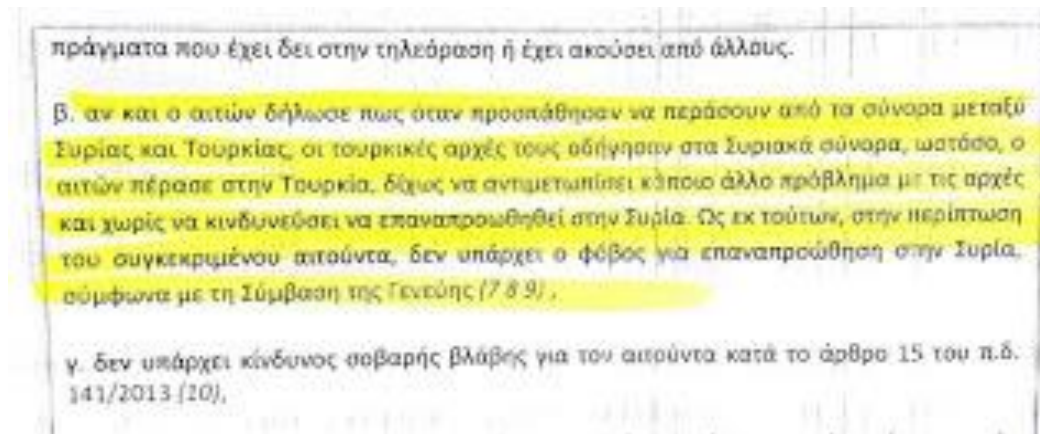 πράγματα που έχει δει στην τηλεόραση ή έχει ακούσει από άλλους.
β. αν και ο αιτών δήλωσε πως όταν προσπάθησαν να περάσουν από τα σύνορα μεταξύ
Συρίας και Τουρκίας, οι τουρκικές αρχές τους οδήγησαν στα Συριακά σύνορα, ωστόσο, ο
αιτών πέρασε στην Τουρκία, δίχως να αντιμετωπίσει κάποιο άλλο πρόβλημα με τις αρχές
και χωρίς να κινδυνεύσει να επαναπροωθηθεί στην Συρία. Ως εκ τούτων, στην περίπτωση
του συγκεκριμένου αιτούντα, δεν υπάρχει ο φόβος για επαναπροώθηση στην Συρία,
σύμφωνα με τη Σύμβαση της Γενεύης (7 8 9) ,
γ. δεν υπάρχει κίνδυνος σοβαρής βλάβης για τον αιτούντα κατά το άρθρο 15 του π.δ.
141/2013 (10),